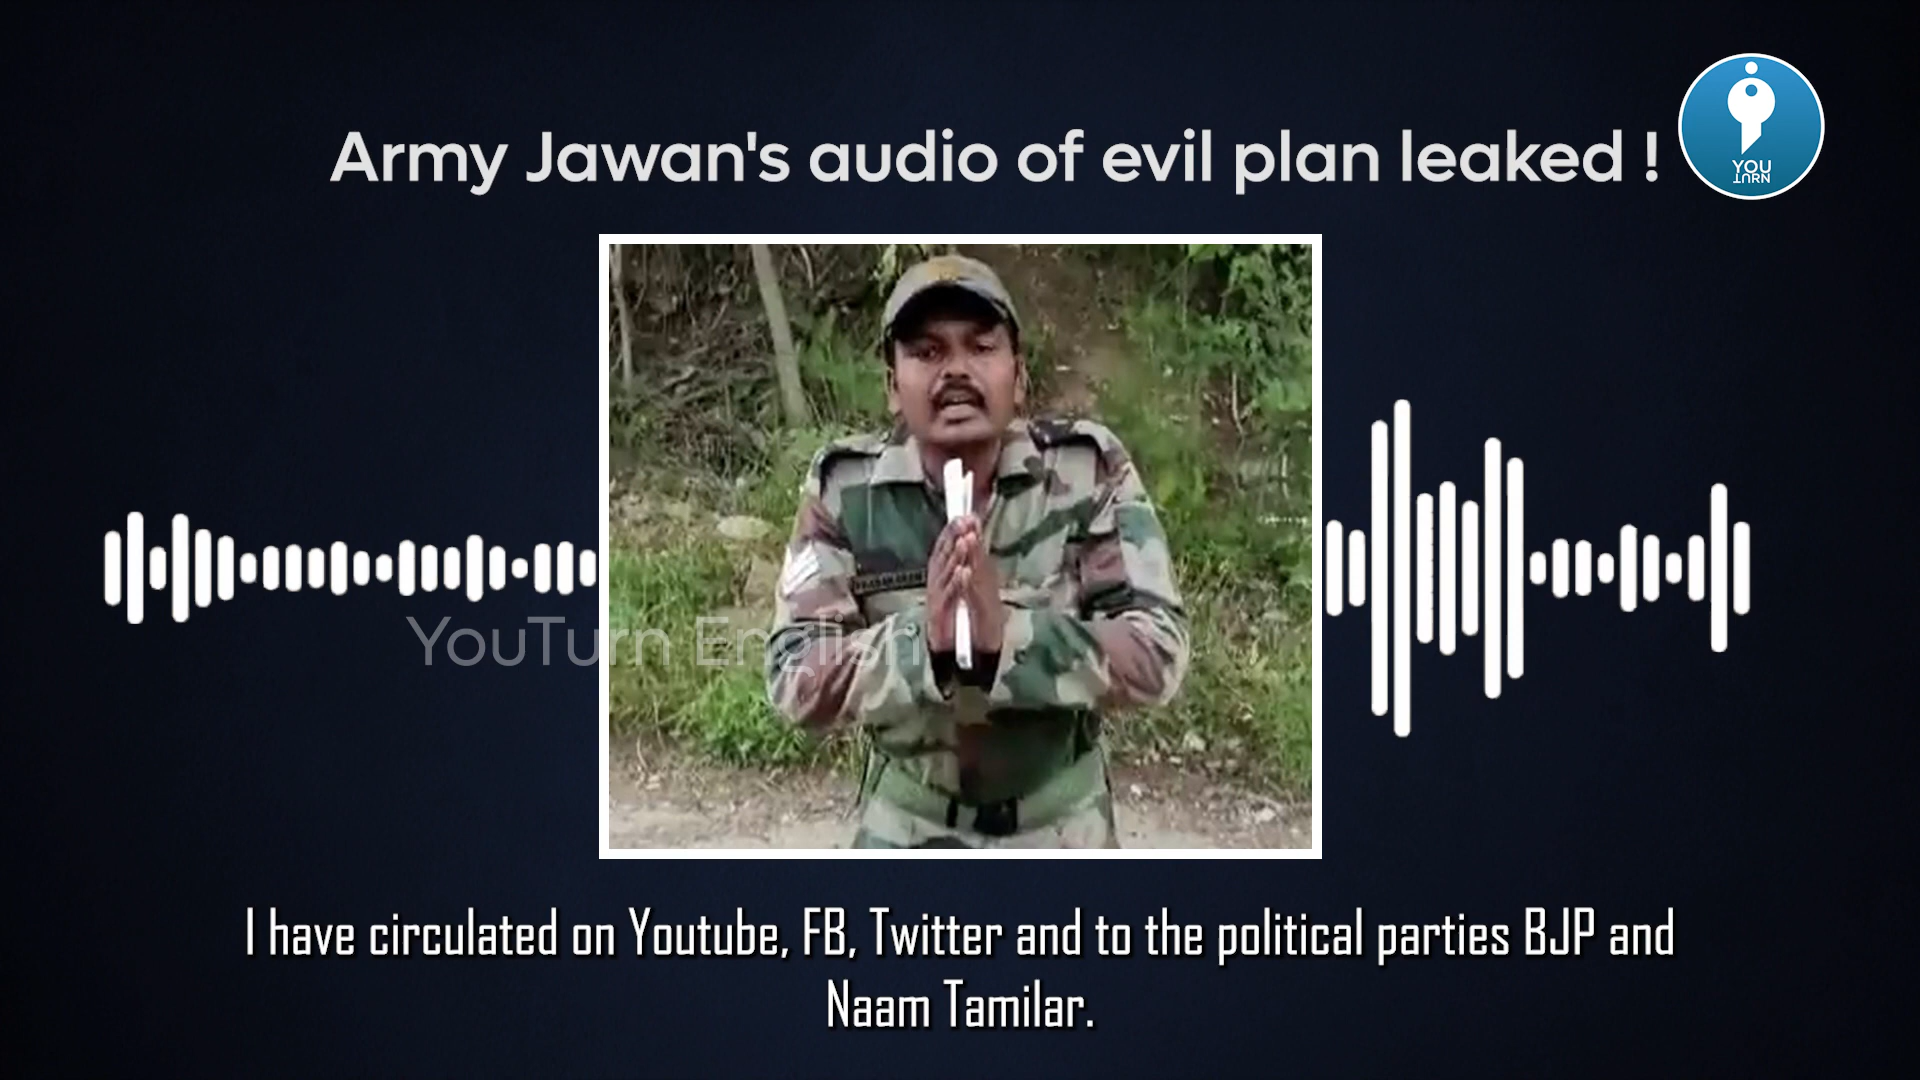 Army Jawan's audio of evil plan leaked !
YOU
TURN
YouTurn English
I have circulated on Youtube, FB, Twitter and to the political parties BJP and
Naam Tamilar.